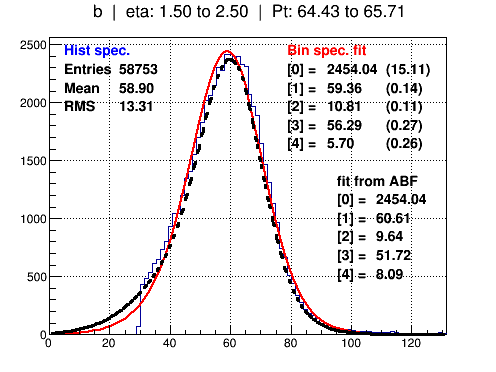 b | eta: 1.50 to 2.50 | Pt: 64.43 to 65.71
Hist spec.
Entries 58753
Mean 58.90
RMS 13.31
Bin spec. fit
[0] = 2454.04 (15.11)
[1] = 59.36 (0.14)
[2] = 10.81 (0.11)
[3] = 56.29 (0.27)
[4] = 5.70 (0.26)
fit from ABF
[0] = 2454.04
[1] = 60.61
[2] = 9.64
[3] = 51.72
[4] = 8.09
2500
2000
1500
1000
500
0
0 20 40 60 80 100 120